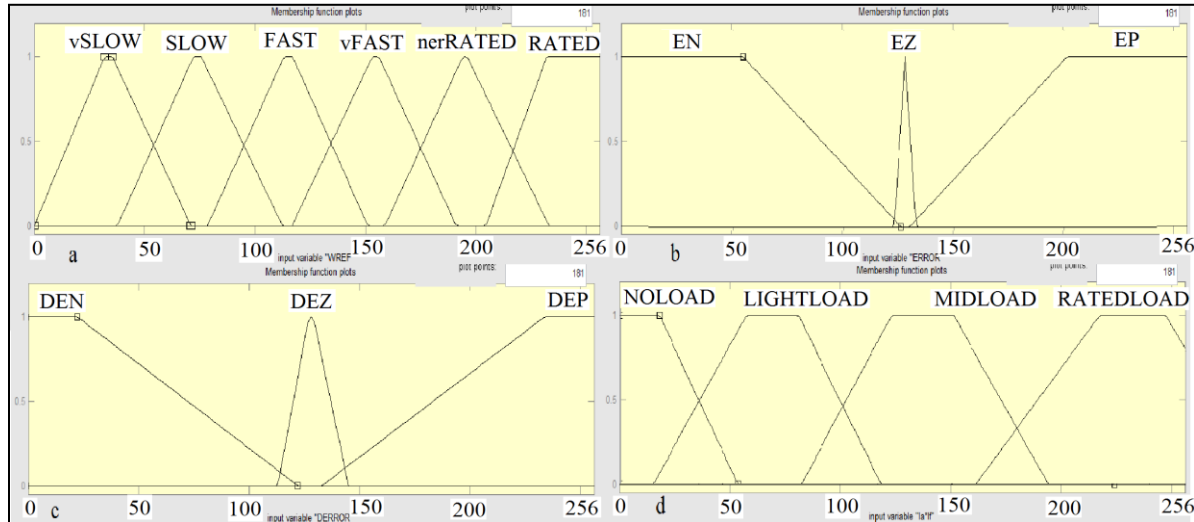 Membership function plots plot points: 181
vSLOW SLOW FAST vFAST nerRATED RATED
1
0.5
0
0 50 100 150 200 256
a input variable "WREF
Membership function plots plot points: 181
EN EZ EP
1
0.5
0
0 50 100 150 200 256
b input variable "ERROR
Membership function plots plot points: 181
DEN DEZ DEP
1
0.5
0
0 50 100 150 200 256
c input variable "DERROR
Membership function plots 181
NOLOAD LIGHTLOAD MIDLOAD RATEDLOAD
1
0.5
0
0 50 100 150 200 256
d input variable "Ia*If"